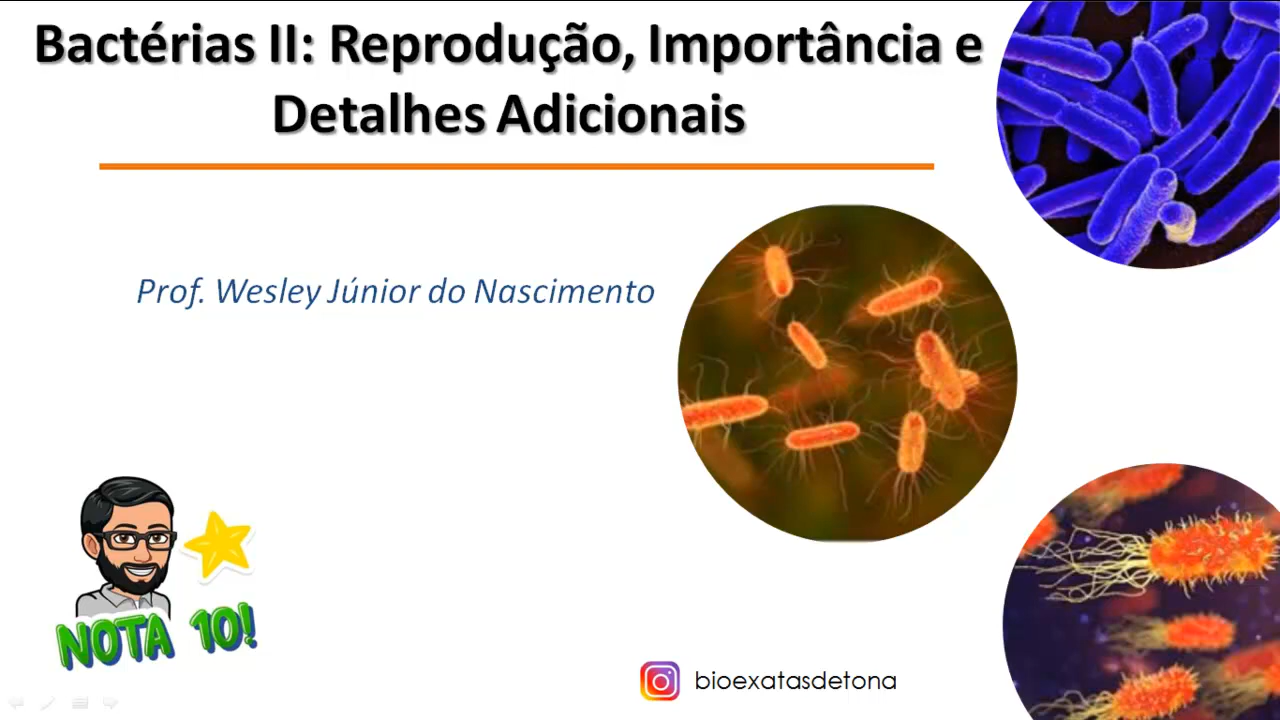 Bactérias II: Reprodução, Importância e
Detalhes Adicionais
Prof. Wesley Júnior do Nascimento
NOTA 10!
bioexatasdetona